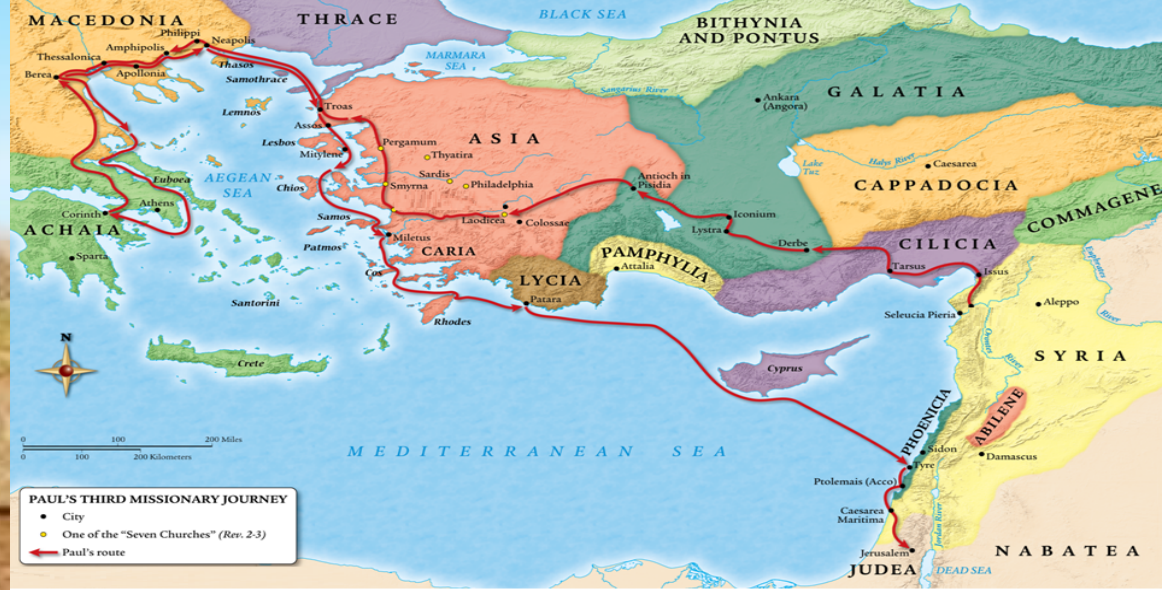 MACEDONIA
THRACE
BLACK SEA
BITHYNIA
AND PONTUS
Philippi
Neapolis
Amphipolis
Thessalonica
Apollonia
Berea
Thasos
Samothrace
MARMARA
SEA
Sangarius River
Ankara
(Angora)
GALATIA
Lemnos
Troas
Assos
ASIA
Lesbos
Mitylene
Pergamum
Thyatira
Sardis
Smyrna
Philadelphia
Antioch in
Pisidia
Lake
Tuz
Halys River
Caesarea
CAPPADOCIA
COMMAGENE
AEGEAN
SEA
Euboea
Chios
Athens
Corinth
ACHAIA
Samos
Laodicea
Colossae
Iconium
Lystra
Derbe
CILICIA
Tarsus
Issus
Euphrates
River
Sparta
Patmos
Miletus
CARIA
PAMPHYLIA
Attalia
LYCIA
Cos
Patara
Santorini
Rhodes
Seleucia Pieria
Aleppo
Orontes
River
SYRIA
N
Crete
Cyprus
PHOENICIA
ABILENE
0 100 200 Miles
0 100 200 Kilometers
MEDITERRANEAN SEA
Sidon
Tyre
Damascus
Ptolemais (Acco)
Caesarea
Maritima
Jordan River
Jerusalem
JUDEA
DEAD SEA
NABATEA
PAUL'S THIRD MISSIONARY JOURNEY
City
One of the "Seven Churches" (Rev. 2-3)
Paul's route